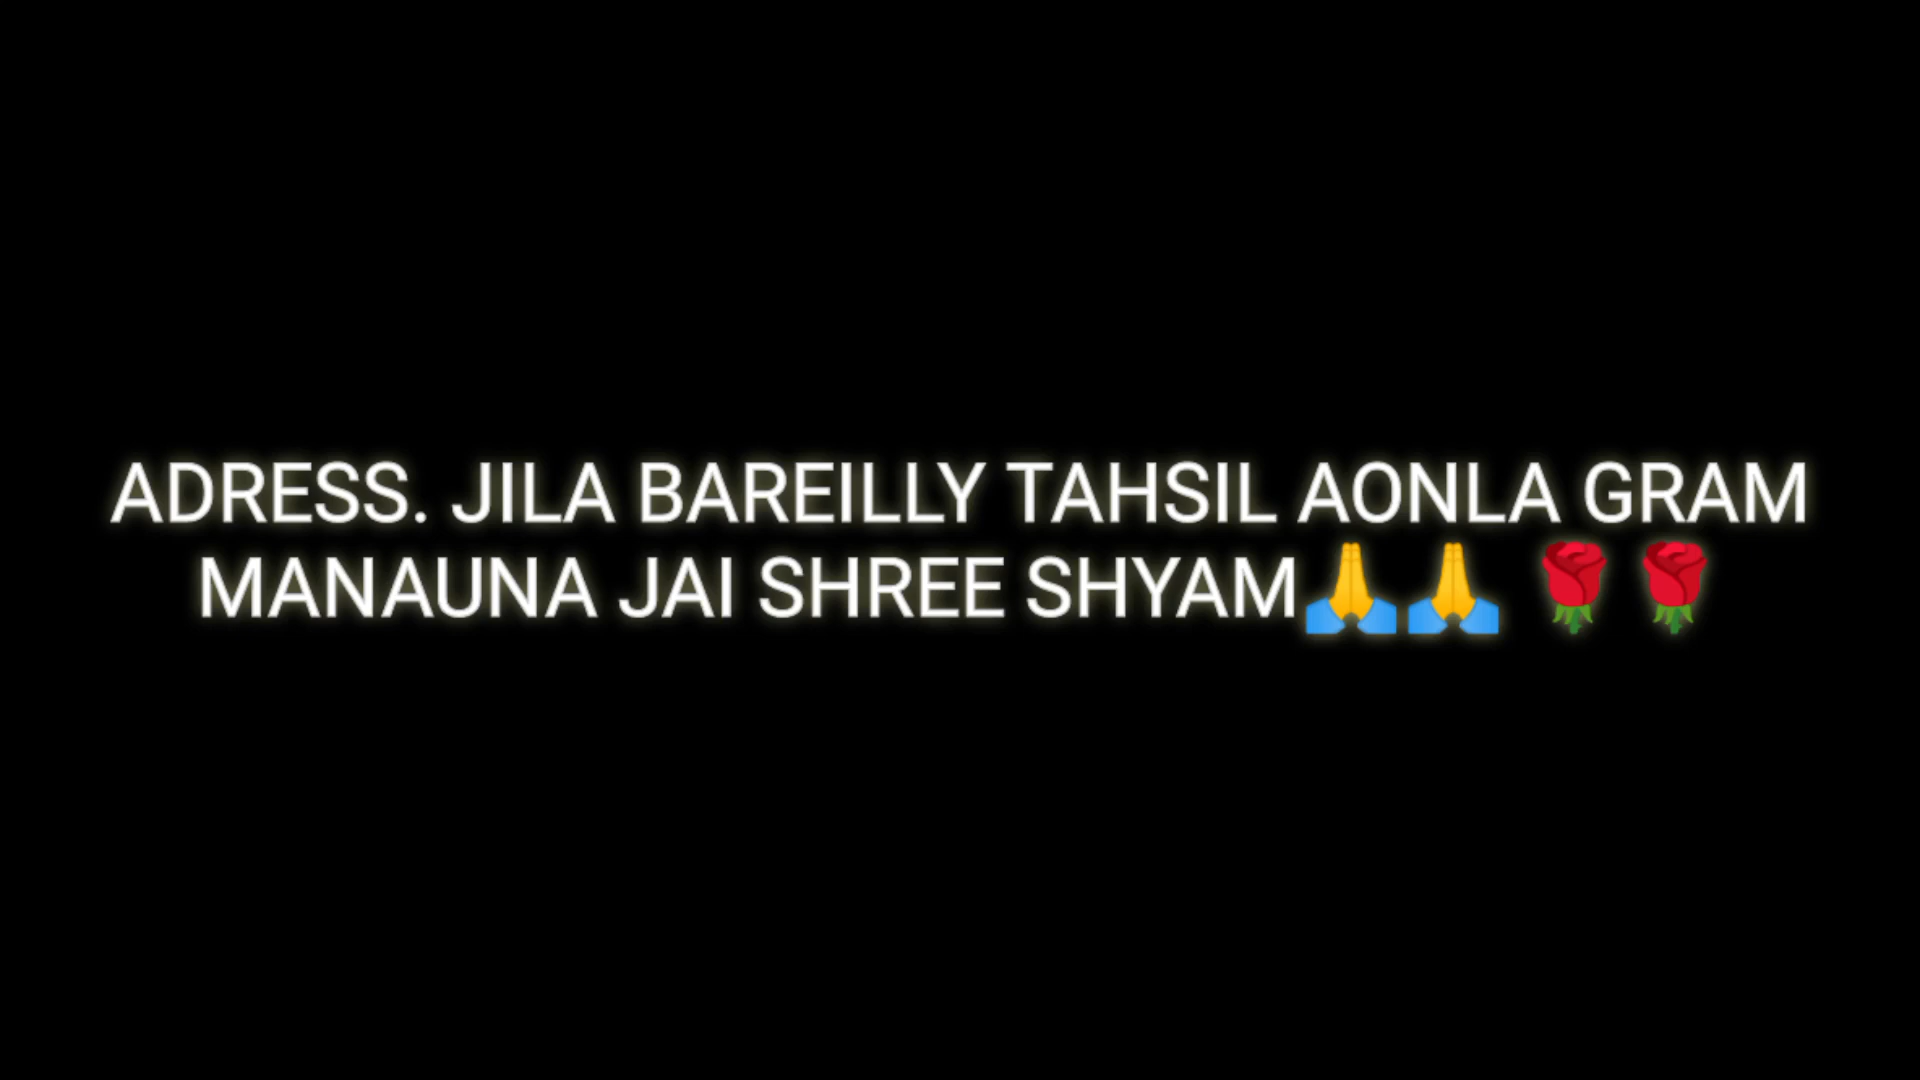 ADRESS. JILA BAREILLY TAHSIL AONLA GRAM
MANAUNA JAI SHREE SHYAM🙏🙏 🌹🌹